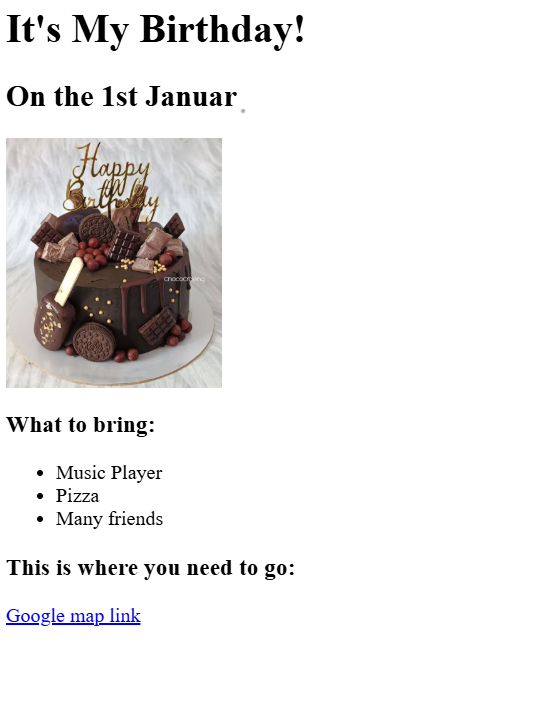 It's My Birthday!
On the 1st Januar
Happy
Birthday
What to bring:
Music Player
Pizza
Many friends
This is where you need to go:
Google map link